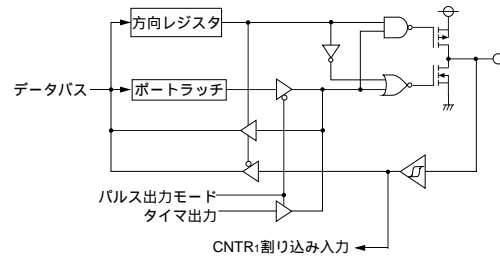 方向レジスタ
データバス
ポートラッチ
パルス出力モード
タイマ出力
CNTR₁割り込み入力